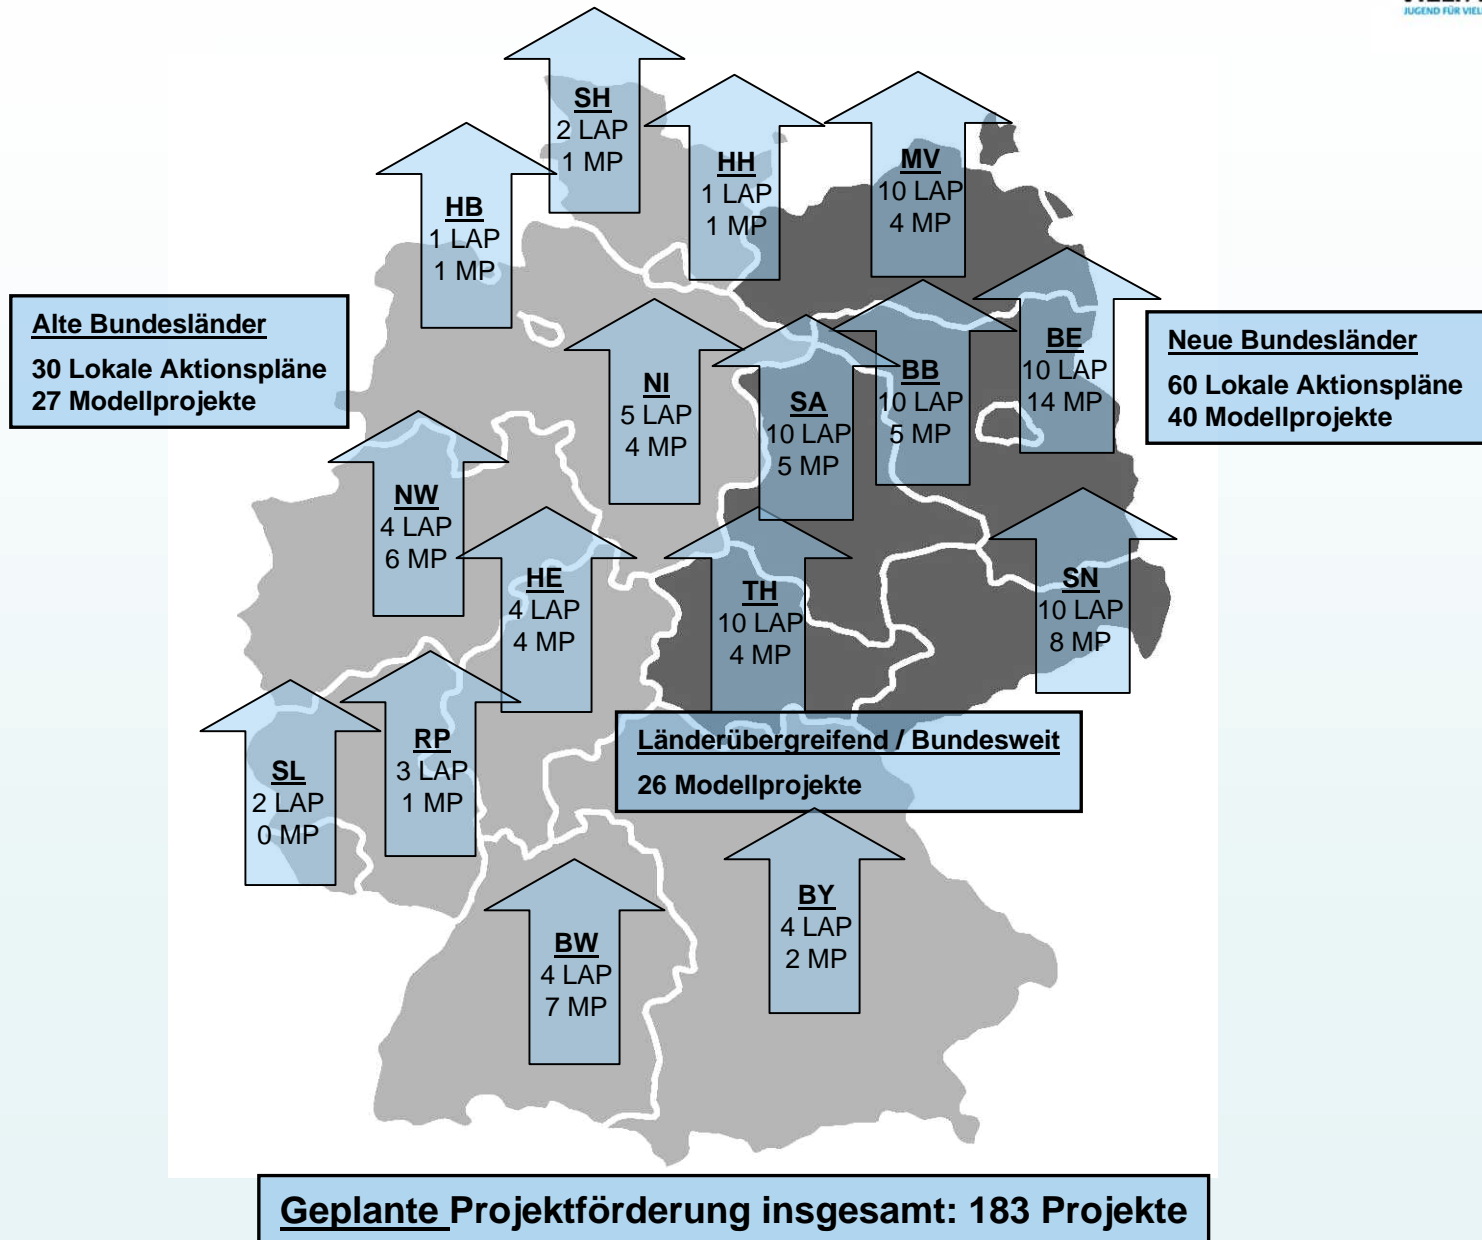 JUGEND FÜR VIEL
SH
2 LAP
1 MP
HH
1 LAP
1 MP
MV
10 LAP
4 MP
HB
1 LAP
1 MP
Alte Bundesländer
30 Lokale Aktionspläne
27 Modellprojekte
NI
5 LAP
4 MP
SA
10 LAP
5 MP
BB
10 LAP
5 MP
BE
10 LAP
14 MP
Neue Bundesländer
60 Lokale Aktionspläne
40 Modellprojekte
NW
4 LAP
6 MP
HE
4 LAP
4 MP
TH
10 LAP
4 MP
SN
10 LAP
8 MP
SL
2 LAP
0 MP
RP
3 LAP
1 MP
Länderübergreifend / Bundesweit
26 Modellprojekte
BW
4 LAP
7 MP
BY
4 LAP
2 MP
Geplante Projektförderung insgesamt: 183 Projekte